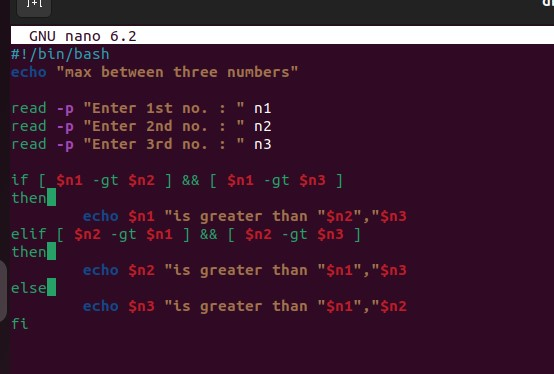 GNU nano 6.2
#!/bin/bash
echo "max between three numbers"
read -p "Enter 1st no. : " n1
read -p "Enter 2nd no. : " n2
read -p "Enter 3rd no. : " n3
if [ $n1 -gt $n2 ] && [ $n1 -gt $n3 ]
then
        echo $n1 "is greater than "$n2","$n3
elif [ $n2 -gt $n1 ] && [ $n2 -gt $n3 ]
then
        echo $n2 "is greater than "$n1","$n3
else
        echo $n3 "is greater than "$n1","$n2
fi